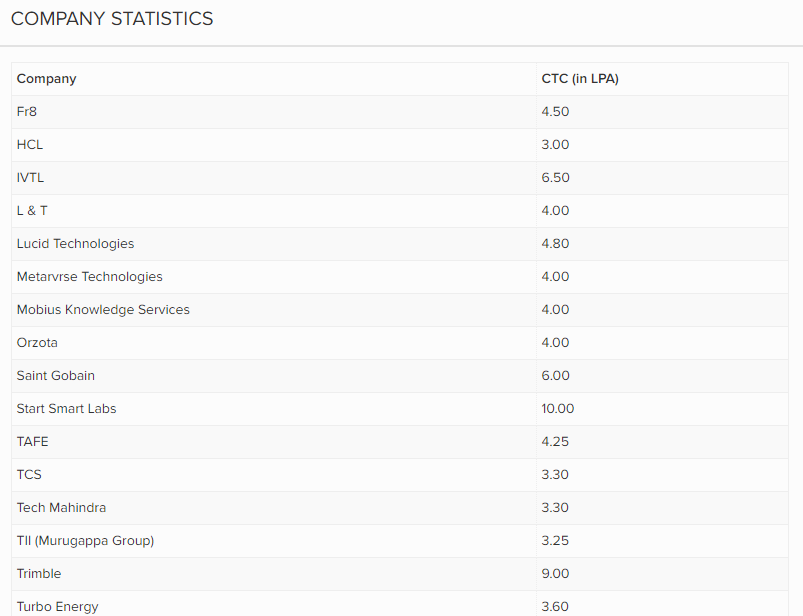 COMPANY STATISTICS
Company CTC (in LPA)
Fr8 4.50
HCL 3.00
IVTL 6.50
L & T 4.00
Lucid Technologies 4.80
Metarvrse Technologies 4.00
Mobius Knowledge Services 4.00
Orzota 4.00
Saint Gobain 6.00
Start Smart Labs 10.00
TAFE 4.25
TCS 3.30
Tech Mahindra 3.30
TII (Murugappa Group) 3.25
Trimble 9.00
Turbo Energy 3.60